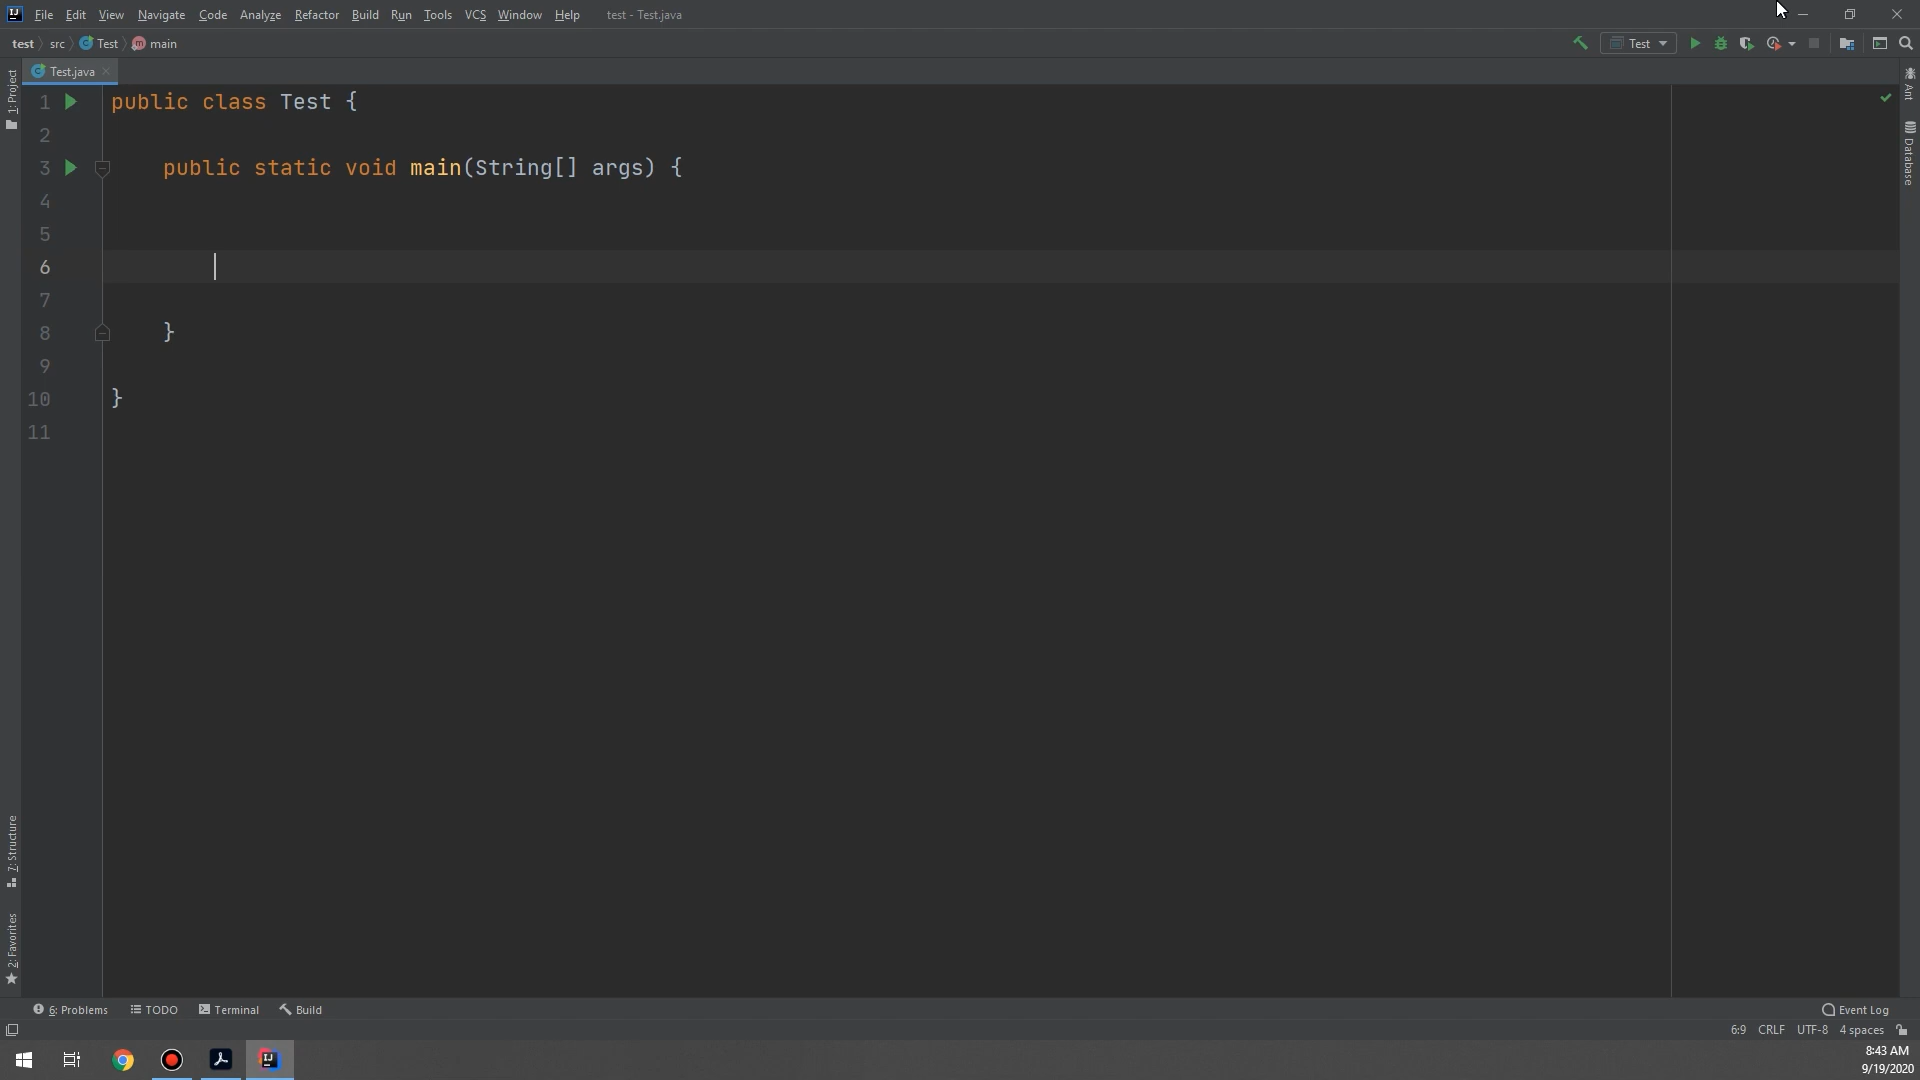 File Edit View Navigate Code Analyze Refactor Build Run Tools VCS Window Help test - Test.java
test src Test main
Test
Test.java
1: Project
Ant
Database
1 public class Test {
2
3 public static void main(String[] args) {
4
5
6
7
8 }
9
10 }
11
7: Structure
2: Favorites
6: Problems TODO Terminal Build Event Log
6:9 CRLF UTF-8 4 spaces
8:43 AM
9/19/2020